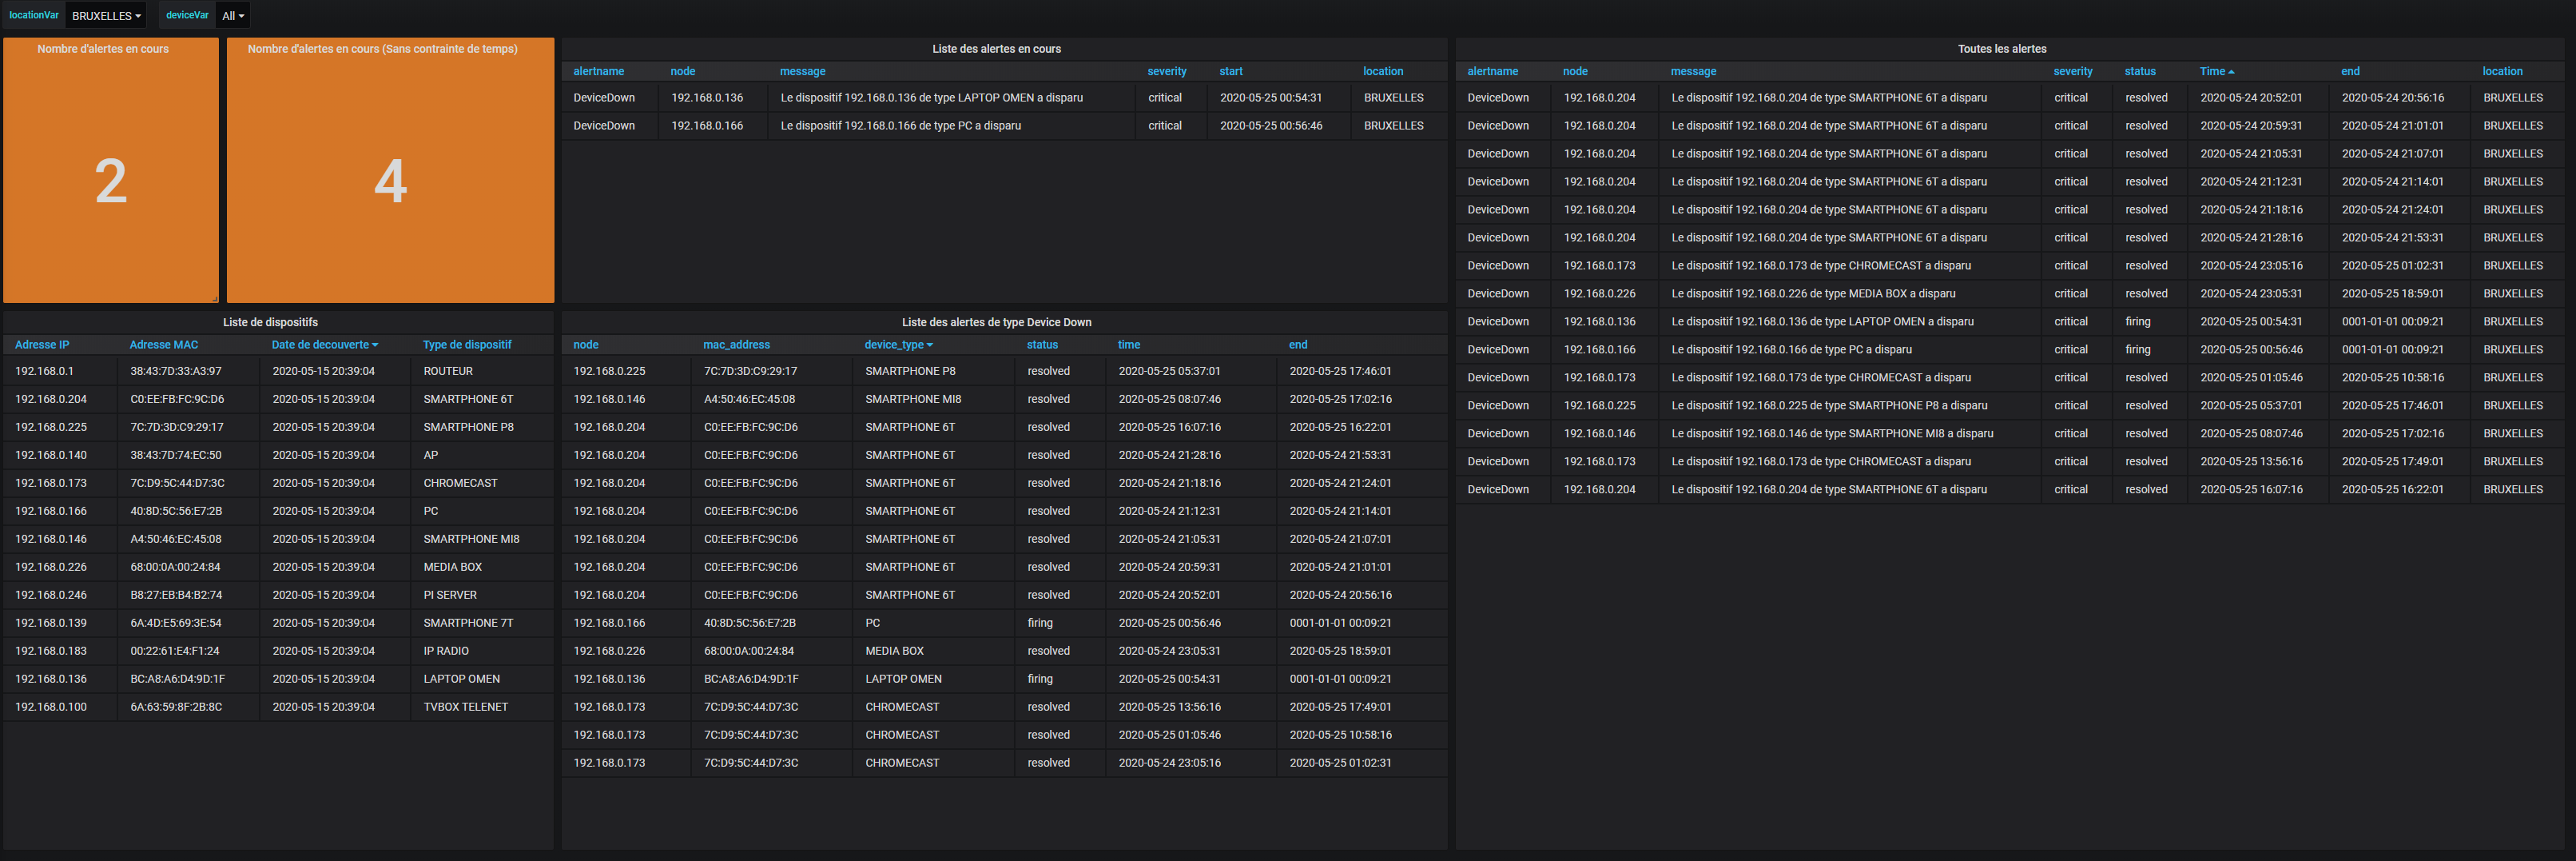 locationVar BRUXELLES deviceVar All
Nombre d'alertes en cours
2
Nombre d'alertes en cours (Sans contrainte de temps)
4
Liste des alertes en cours
alertname node message severity start location
DeviceDown 192.168.0.136 Le dispositif 192.168.0.136 de type LAPTOP OMEN a disparu critical 2020-05-25 00:54:31 BRUXELLES
DeviceDown 192.168.0.166 Le dispositif 192.168.0.166 de type PC a disparu critical 2020-05-25 00:56:46 BRUXELLES
Toutes les alertes
alertname node message severity status Time end location
DeviceDown 192.168.0.204 Le dispositif 192.168.0.204 de type SMARTPHONE 6T a disparu critical resolved 2020-05-24 20:52:01 2020-05-24 20:56:16 BRUXELLES
DeviceDown 192.168.0.204 Le dispositif 192.168.0.204 de type SMARTPHONE 6T a disparu critical resolved 2020-05-24 20:59:31 2020-05-24 21:01:01 BRUXELLES
DeviceDown 192.168.0.204 Le dispositif 192.168.0.204 de type SMARTPHONE 6T a disparu critical resolved 2020-05-24 21:05:31 2020-05-24 21:07:01 BRUXELLES
DeviceDown 192.168.0.204 Le dispositif 192.168.0.204 de type SMARTPHONE 6T a disparu critical resolved 2020-05-24 21:12:31 2020-05-24 21:14:01 BRUXELLES
DeviceDown 192.168.0.204 Le dispositif 192.168.0.204 de type SMARTPHONE 6T a disparu critical resolved 2020-05-24 21:18:16 2020-05-24 21:24:01 BRUXELLES
DeviceDown 192.168.0.204 Le dispositif 192.168.0.204 de type SMARTPHONE 6T a disparu critical resolved 2020-05-24 21:28:16 2020-05-24 21:53:31 BRUXELLES
DeviceDown 192.168.0.173 Le dispositif 192.168.0.173 de type CHROMECAST a disparu critical resolved 2020-05-24 23:05:16 2020-05-25 01:02:31 BRUXELLES
DeviceDown 192.168.0.226 Le dispositif 192.168.0.226 de type MEDIA BOX a disparu critical resolved 2020-05-24 23:05:31 2020-05-25 18:59:01 BRUXELLES
DeviceDown 192.168.0.136 Le dispositif 192.168.0.136 de type LAPTOP OMEN a disparu critical firing 2020-05-25 00:54:31 0001-01-01 00:09:21 BRUXELLES
DeviceDown 192.168.0.166 Le dispositif 192.168.0.166 de type PC a disparu critical firing 2020-05-25 00:56:46 0001-01-01 00:09:21 BRUXELLES
DeviceDown 192.168.0.173 Le dispositif 192.168.0.173 de type CHROMECAST a disparu critical resolved 2020-05-25 01:05:46 2020-05-25 10:58:16 BRUXELLES
DeviceDown 192.168.0.225 Le dispositif 192.168.0.225 de type SMARTPHONE P8 a disparu critical resolved 2020-05-25 05:37:01 2020-05-25 17:46:01 BRUXELLES
DeviceDown 192.168.0.146 Le dispositif 192.168.0.146 de type SMARTPHONE MI8 a disparu critical resolved 2020-05-25 08:07:46 2020-05-25 17:02:16 BRUXELLES
DeviceDown 192.168.0.173 Le dispositif 192.168.0.173 de type CHROMECAST a disparu critical resolved 2020-05-25 13:56:16 2020-05-25 17:49:01 BRUXELLES
DeviceDown 192.168.0.204 Le dispositif 192.168.0.204 de type SMARTPHONE 6T a disparu critical resolved 2020-05-25 16:07:16 2020-05-25 16:22:01 BRUXELLES
Liste de dispositifs
Adresse IP Adresse MAC Date de decouverte Type de dispositif
192.168.0.1 38:43:7D:33:A3:97 2020-05-15 20:39:04 ROUTEUR
192.168.0.204 C0:EE:FB:FC:9C:D6 2020-05-15 20:39:04 SMARTPHONE 6T
192.168.0.225 7C:7D:3D:C9:29:17 2020-05-15 20:39:04 SMARTPHONE P8
192.168.0.140 38:43:7D:74:EC:50 2020-05-15 20:39:04 AP
192.168.0.173 7C:D9:5C:44:D7:3C 2020-05-15 20:39:04 CHROMECAST
192.168.0.166 40:8D:5C:56:E7:2B 2020-05-15 20:39:04 PC
192.168.0.146 A4:50:46:EC:45:08 2020-05-15 20:39:04 SMARTPHONE MI8
192.168.0.226 68:00:0A:00:24:84 2020-05-15 20:39:04 MEDIA BOX
192.168.0.246 B8:27:EB:B4:B2:74 2020-05-15 20:39:04 PI SERVER
192.168.0.139 6A:4D:E5:69:3E:54 2020-05-15 20:39:04 SMARTPHONE 7T
192.168.0.183 00:22:61:E4:F1:24 2020-05-15 20:39:04 IP RADIO
192.168.0.136 BC:A8:A6:D4:9D:1F 2020-05-15 20:39:04 LAPTOP OMEN
192.168.0.100 6A:63:59:8F:2B:8C 2020-05-15 20:39:04 TVBOX TELENET
Liste des alertes de type Device Down
node mac_address device_type status time end
192.168.0.225 7C:7D:3D:C9:29:17 SMARTPHONE P8 resolved 2020-05-25 05:37:01 2020-05-25 17:46:01
192.168.0.146 A4:50:46:EC:45:08 SMARTPHONE MI8 resolved 2020-05-25 08:07:46 2020-05-25 17:02:16
192.168.0.204 C0:EE:FB:FC:9C:D6 SMARTPHONE 6T resolved 2020-05-25 16:07:16 2020-05-25 16:22:01
192.168.0.204 C0:EE:FB:FC:9C:D6 SMARTPHONE 6T resolved 2020-05-24 21:28:16 2020-05-24 21:53:31
192.168.0.204 C0:EE:FB:FC:9C:D6 SMARTPHONE 6T resolved 2020-05-24 21:18:16 2020-05-24 21:24:01
192.168.0.204 C0:EE:FB:FC:9C:D6 SMARTPHONE 6T resolved 2020-05-24 21:12:31 2020-05-24 21:14:01
192.168.0.204 C0:EE:FB:FC:9C:D6 SMARTPHONE 6T resolved 2020-05-24 21:05:31 2020-05-24 21:07:01
192.168.0.204 C0:EE:FB:FC:9C:D6 SMARTPHONE 6T resolved 2020-05-24 20:59:31 2020-05-24 21:01:01
192.168.0.204 C0:EE:FB:FC:9C:D6 SMARTPHONE 6T resolved 2020-05-24 20:52:01 2020-05-24 20:56:16
192.168.0.166 40:8D:5C:56:E7:2B PC firing 2020-05-25 00:56:46 0001-01-01 00:09:21
192.168.0.226 68:00:0A:00:24:84 MEDIA BOX resolved 2020-05-24 23:05:31 2020-05-25 18:59:01
192.168.0.136 BC:A8:A6:D4:9D:1F LAPTOP OMEN firing 2020-05-25 00:54:31 0001-01-01 00:09:21
192.168.0.173 7C:D9:5C:44:D7:3C CHROMECAST resolved 2020-05-25 13:56:16 2020-05-25 17:49:01
192.168.0.173 7C:D9:5C:44:D7:3C CHROMECAST resolved 2020-05-25 01:05:46 2020-05-25 10:58:16
192.168.0.173 7C:D9:5C:44:D7:3C CHROMECAST resolved 2020-05-24 23:05:16 2020-05-25 01:02:31